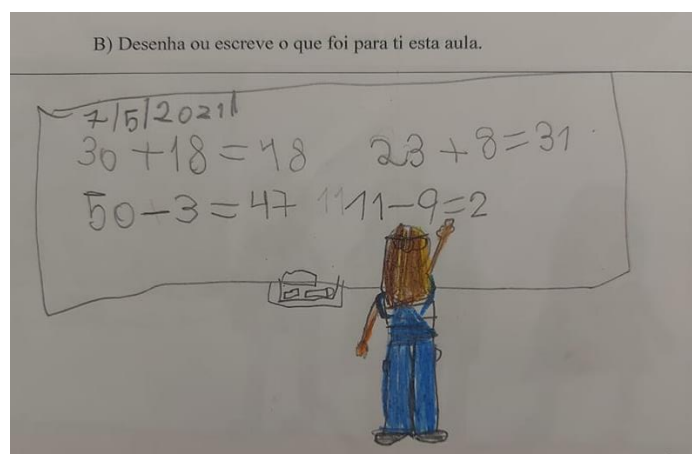 B) Desenha ou escreve o que foi para ti esta aula.
7/5/2021
30+18=48 23+8=31
50-3=47 11-9=2